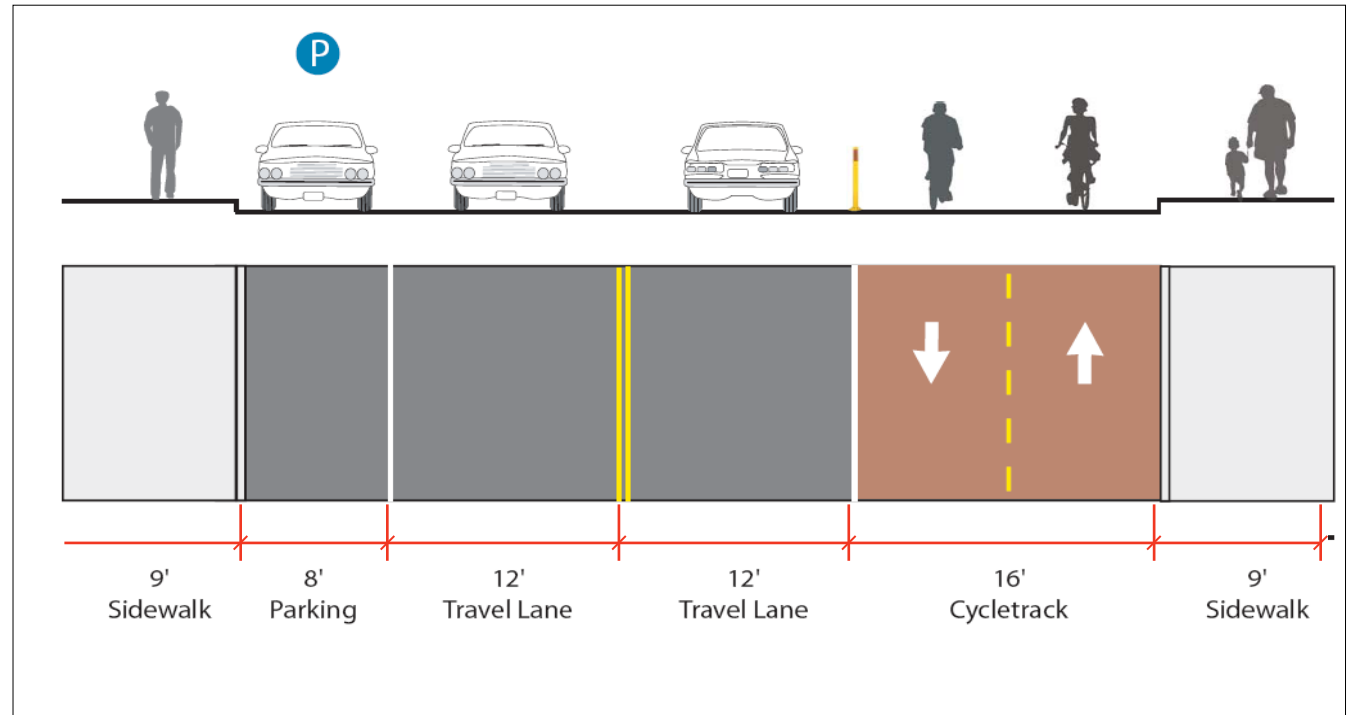 P
9'
Sidewalk
8'
Parking
12'
Travel Lane
12'
Travel Lane
16'
Cycletrack
9'
Sidewalk